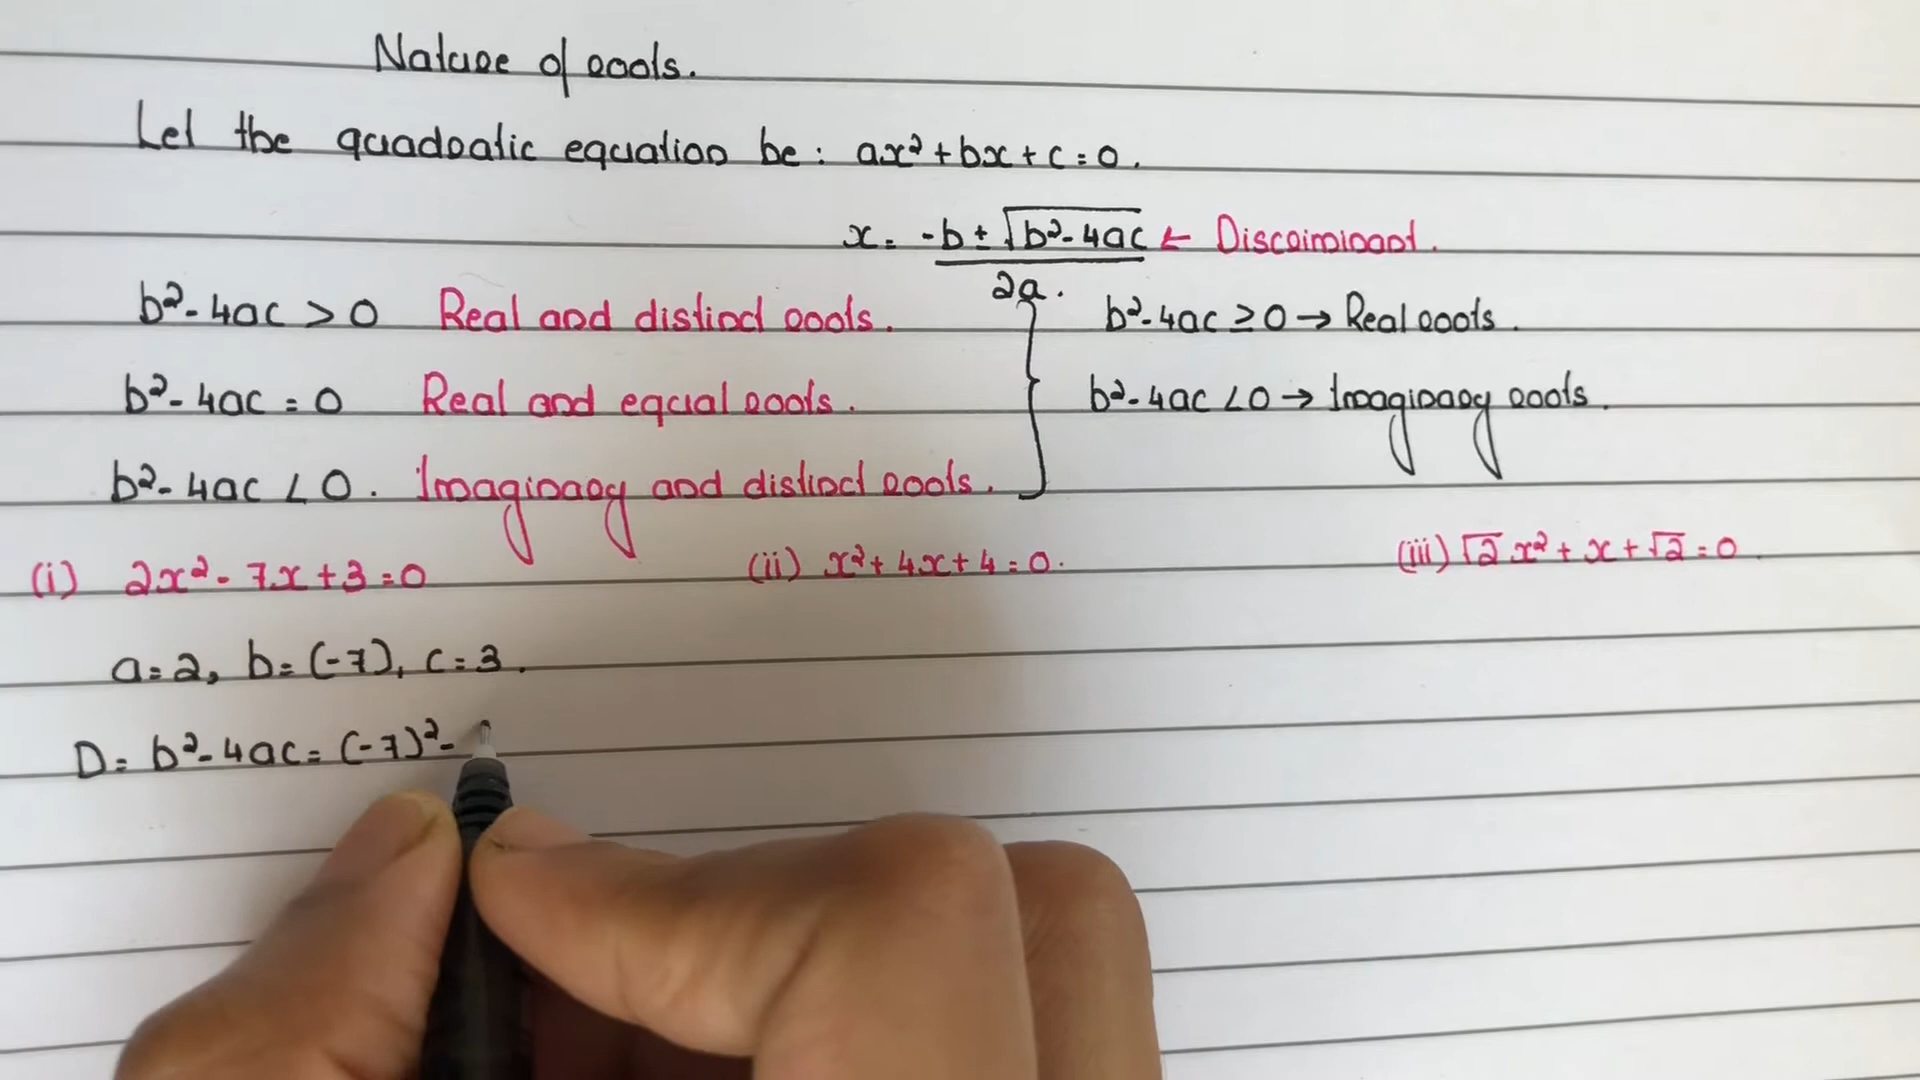 Nature of roots.
Let the quadratic equation be: ax²+bx+c=0.
x = -b±√b²-4ac ← Discriminant.
2a.
b²-4ac > 0 Real and distinct roots. b²-4ac ≥ 0 → Real roots.
b²-4ac = 0 Real and equal roots. b²-4ac < 0 → Imaginary roots.
b²-4ac < 0. Imaginary and distinct roots.
(i) 2x²-7x+3=0 (ii) x²+4x+4=0. (iii) √2x²+x+√2=0
a=2, b=(-7), c=3.
D= b²-4ac= (-7)²-